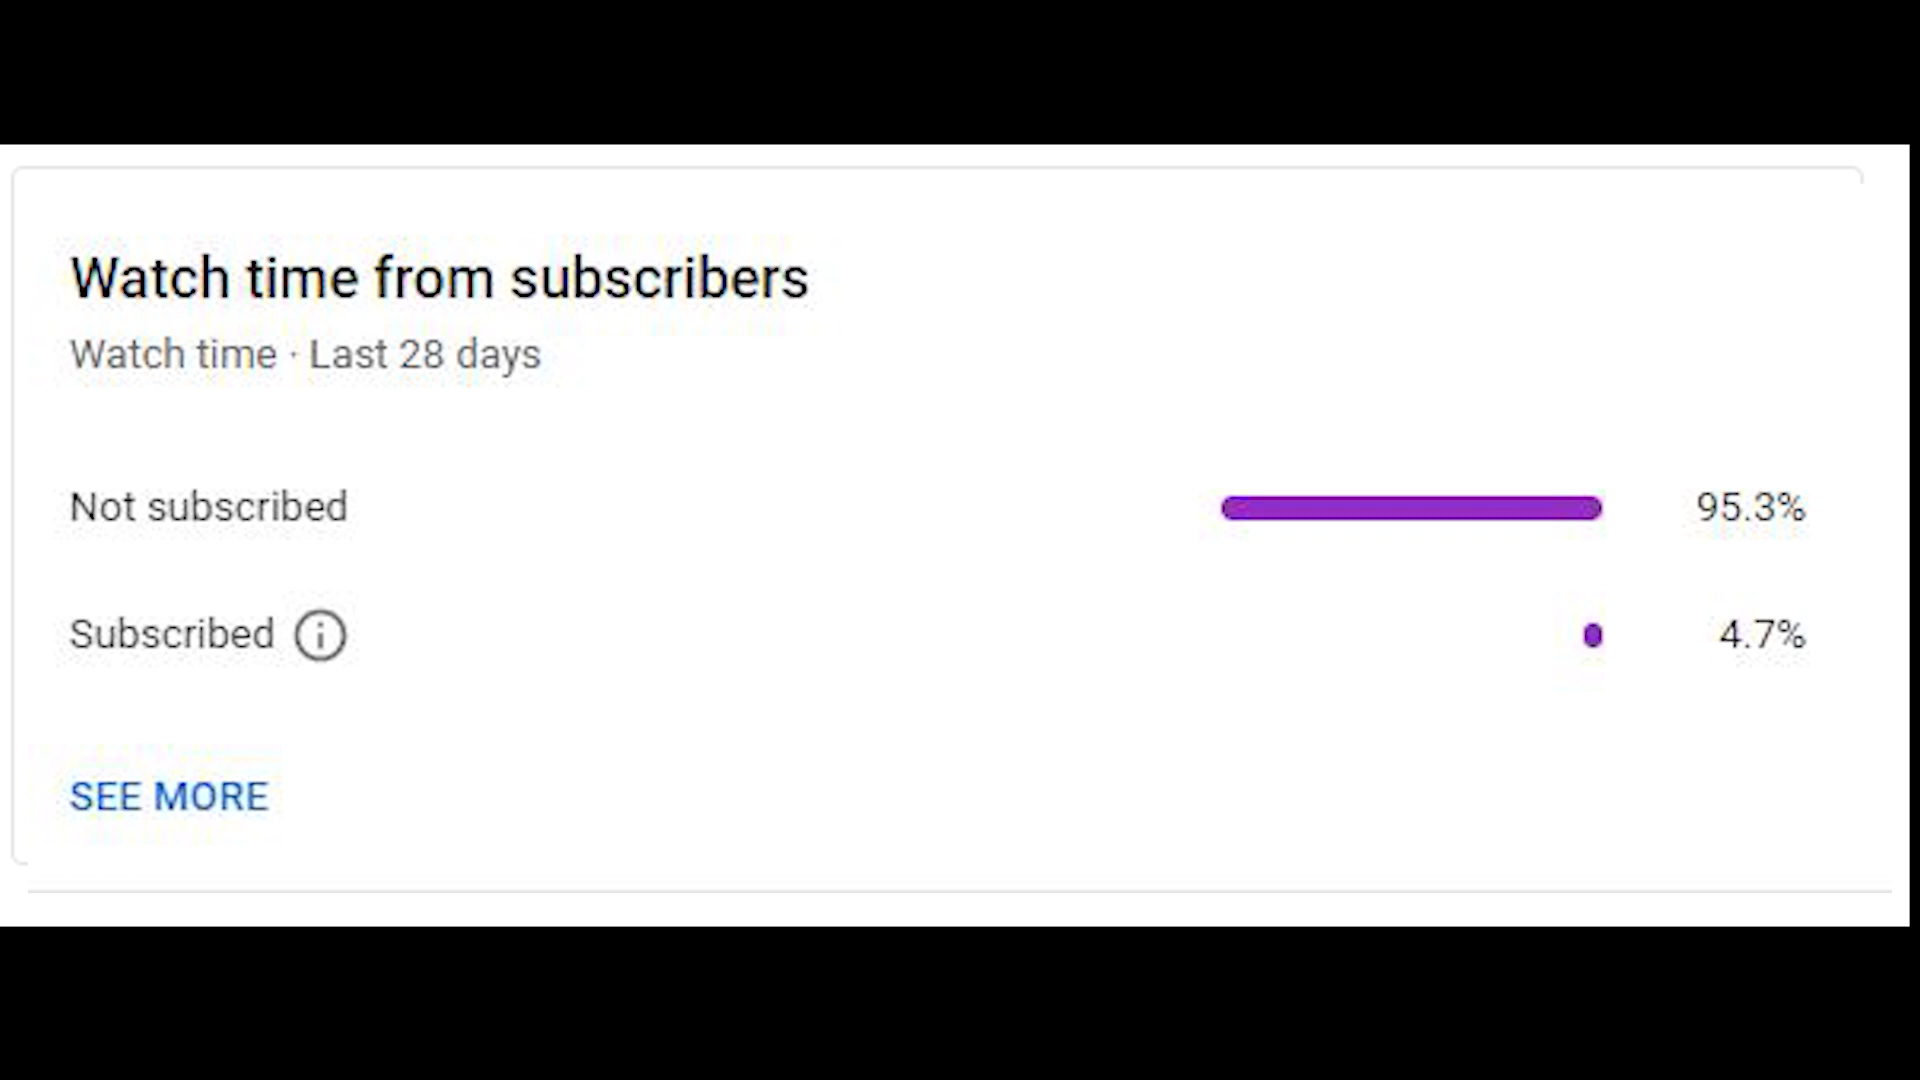 Watch time from subscribers
Watch time · Last 28 days
Not subscribed 95.3%
Subscribed 4.7%
SEE MORE